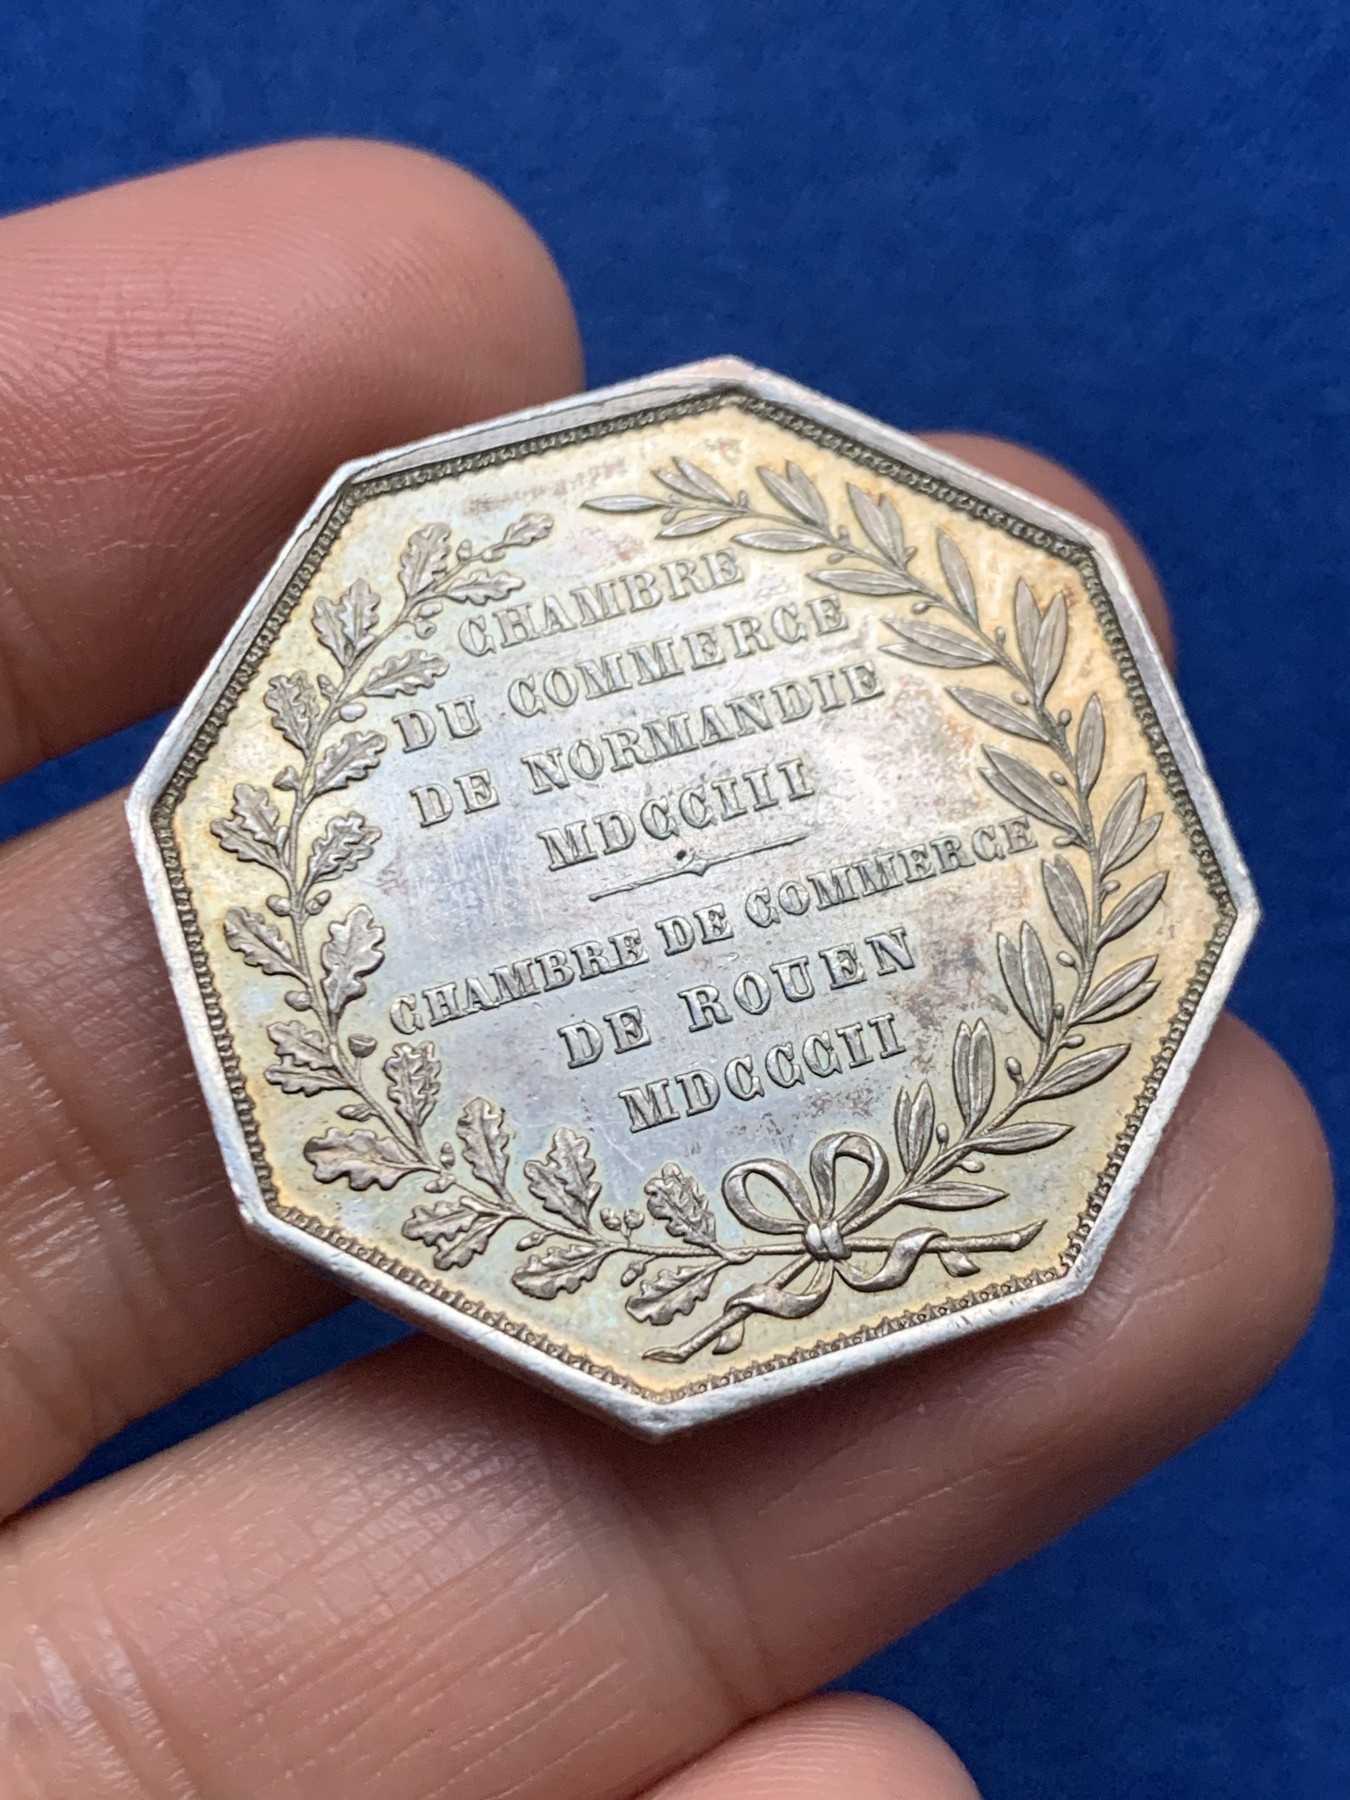 CHAMBRE
DU COMMERCE
DE NORMANDIE
MDCCIII
CHAMBRE DE COMMERCE
DE ROUEN
MDCCCII